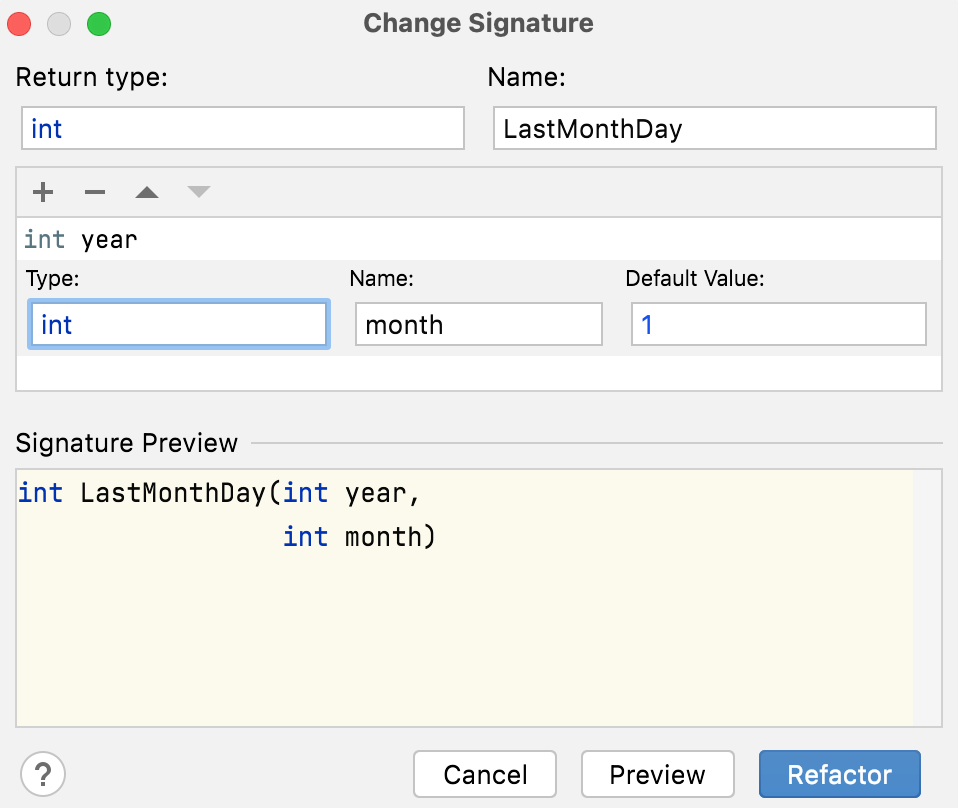 Change Signature
Return type: Name:
int LastMonthDay
int year
Type: Name: Default Value:
int month 1
Signature Preview
int LastMonthDay(int year,
int month)
? Cancel Preview Refactor